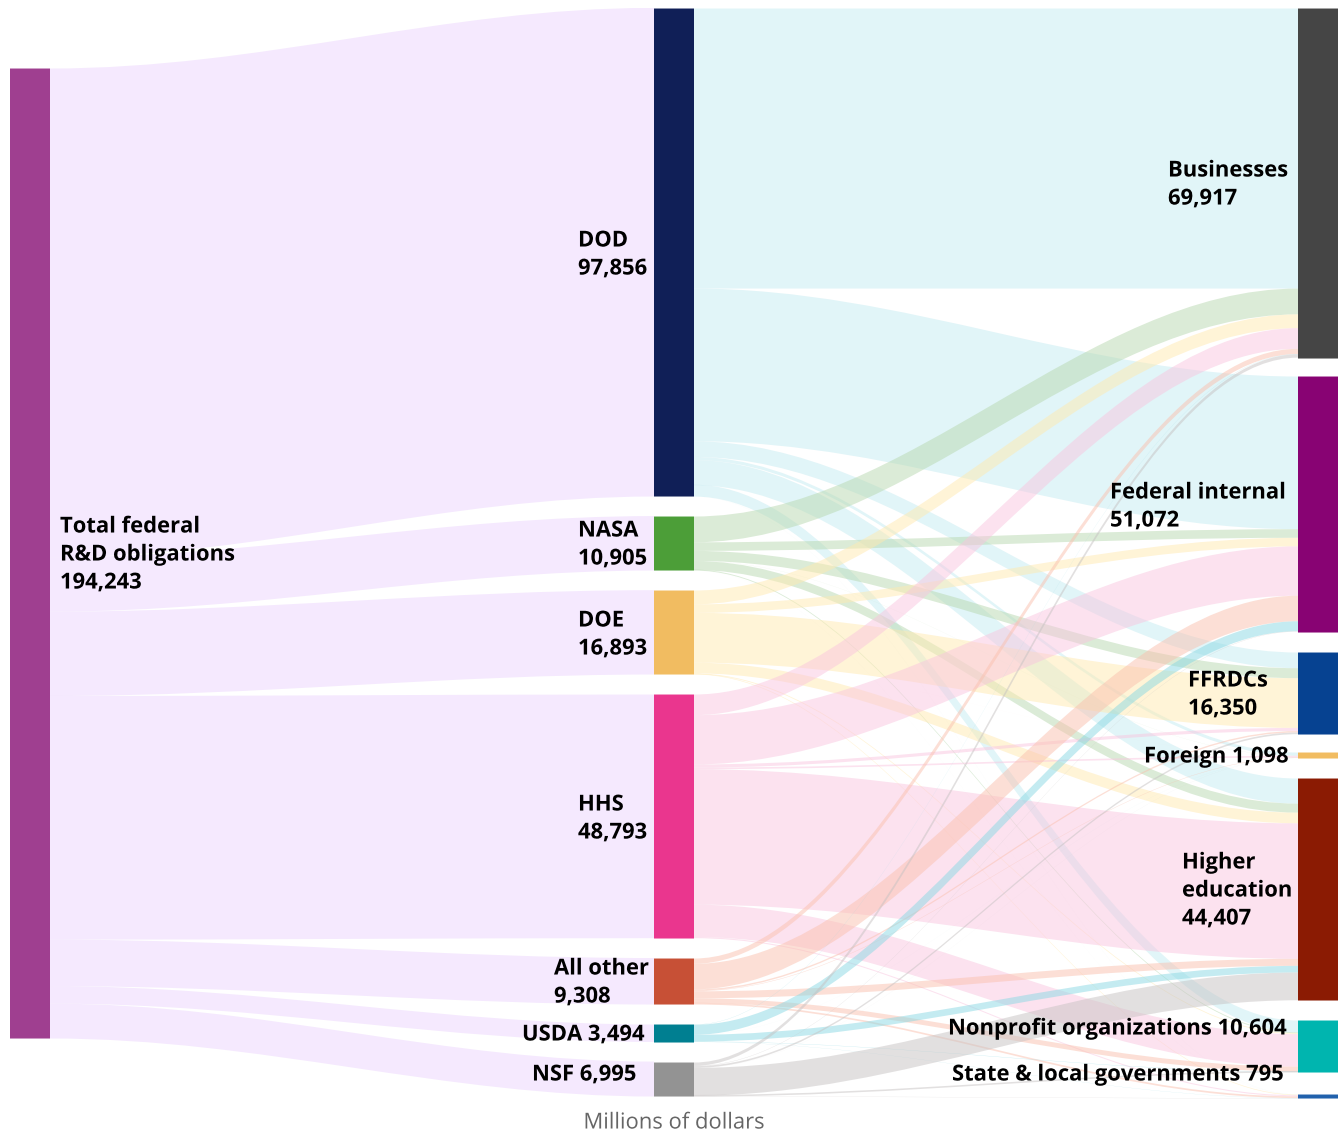 Total federal
R&D obligations
194,243
DOD
97,856
NASA
10,905
DOE
16,893
HHS
48,793
All other
9,308
USDA 3,494
NSF 6,995
Businesses
69,917
Federal internal
51,072
FFRDCs
16,350
Foreign 1,098
Higher
education
44,407
Nonprofit organizations 10,604
State & local governments 795
Millions of dollars